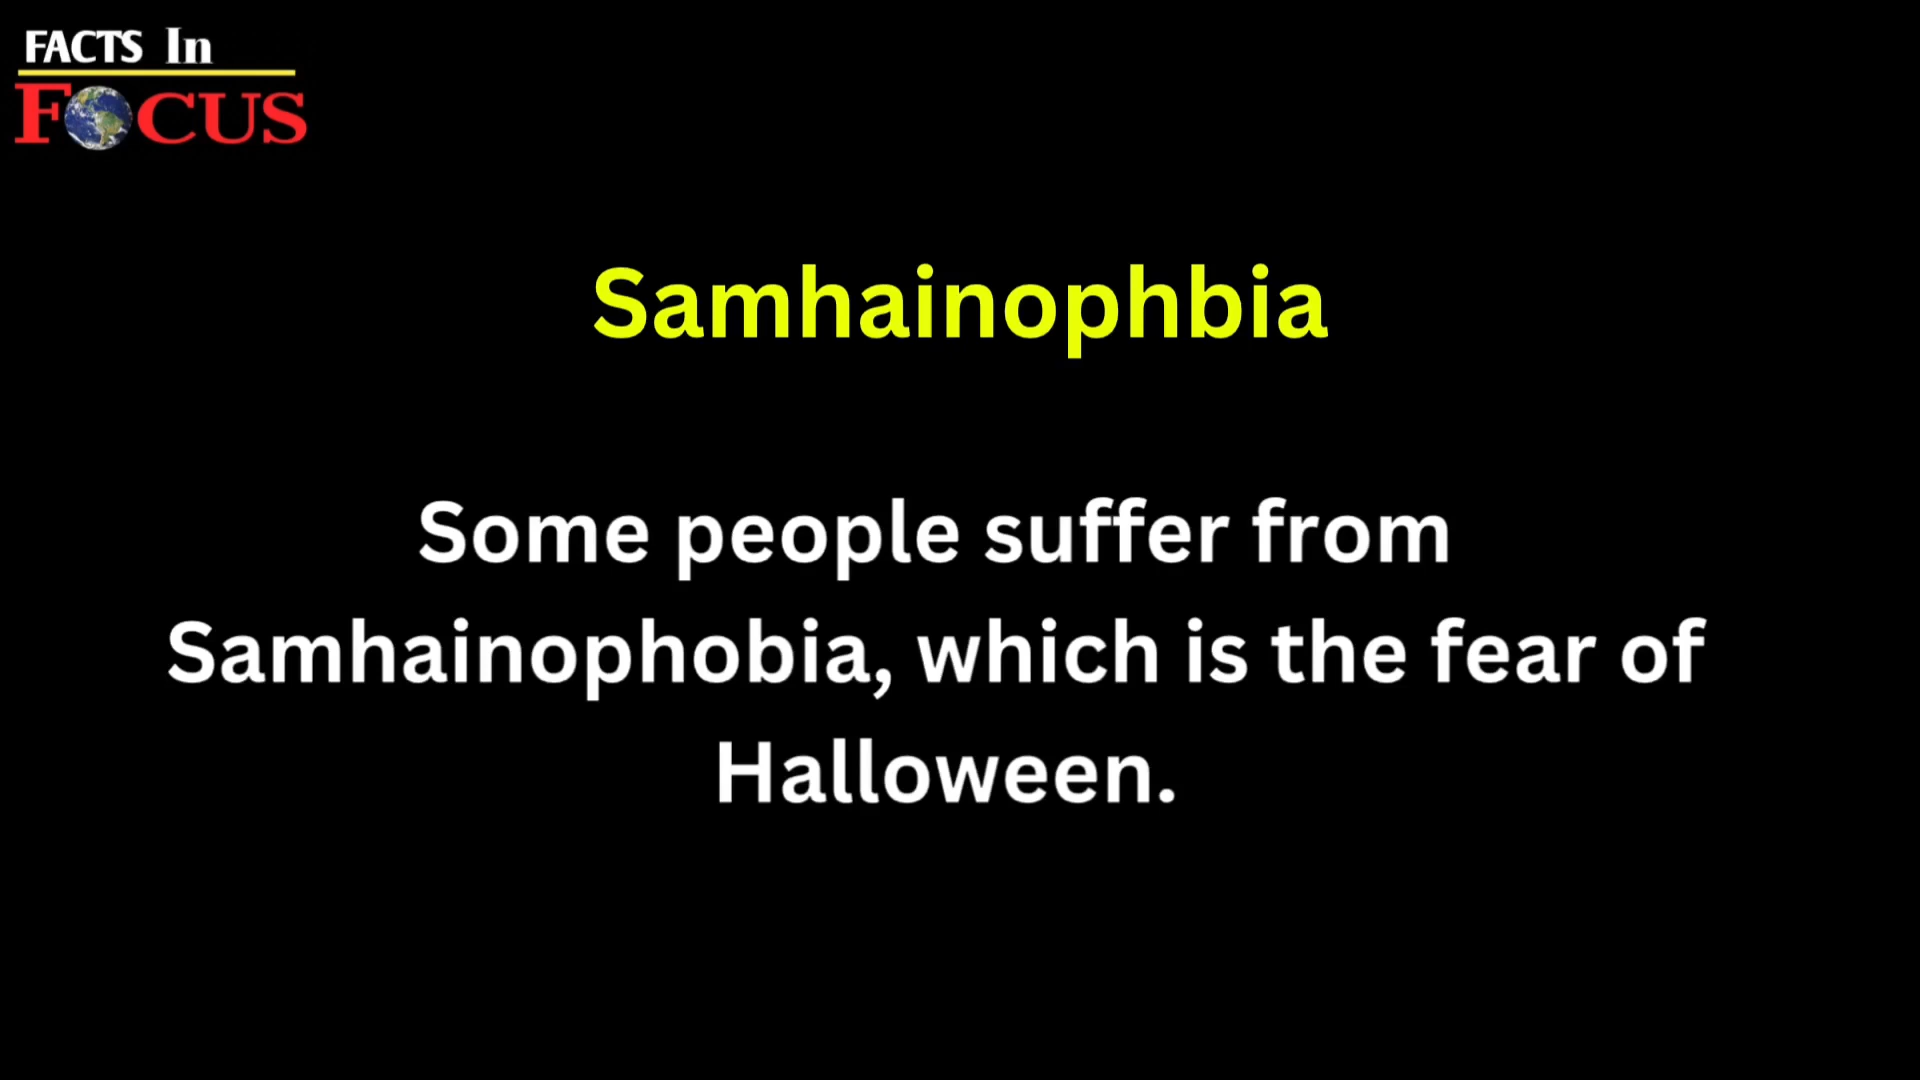 FACTS In
FOCUS
Samhainophbia
Some people suffer from
Samhainophobia, which is the fear of
Halloween.